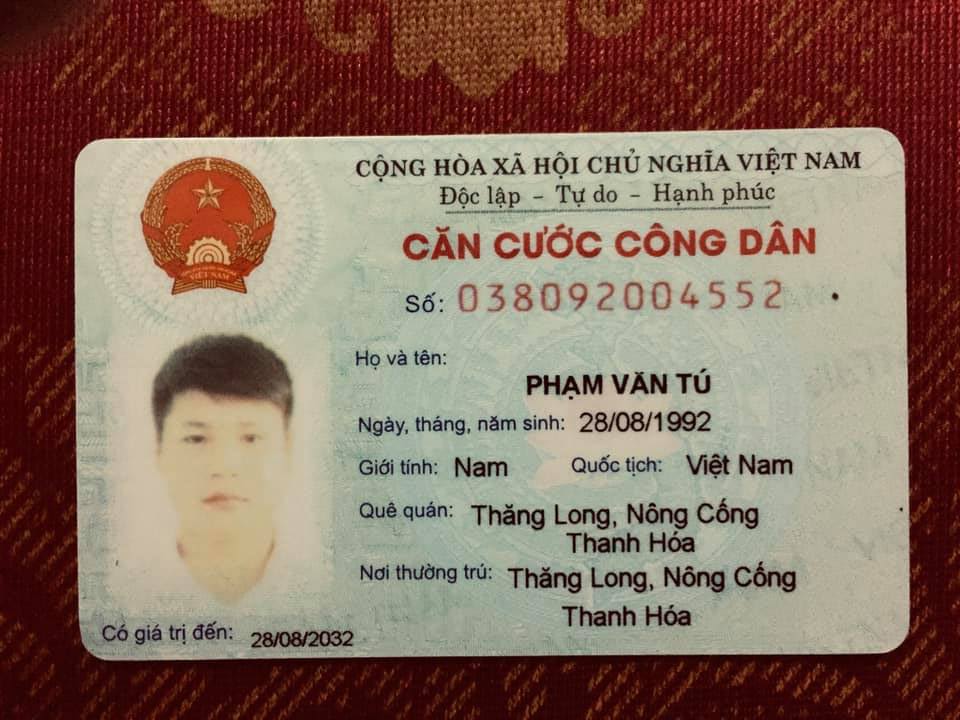 CỘNG HÒA XÃ HỘI CHỦ NGHĨA VIỆT NAM
Độc lập - Tự do - Hạnh phúc
CĂN CƯỚC CÔNG DÂN
Số: 038092004552
Họ và tên:
PHẠM VĂN TÚ
Ngày, tháng, năm sinh: 28/08/1992
Giới tính: Nam Quốc tịch: Việt Nam
Quê quán: Thăng Long, Nông Cống
Thanh Hóa
Nơi thường trú: Thăng Long, Nông Cống
Thanh Hóa
Có giá trị đến: 28/08/2032
VIỆT NAM